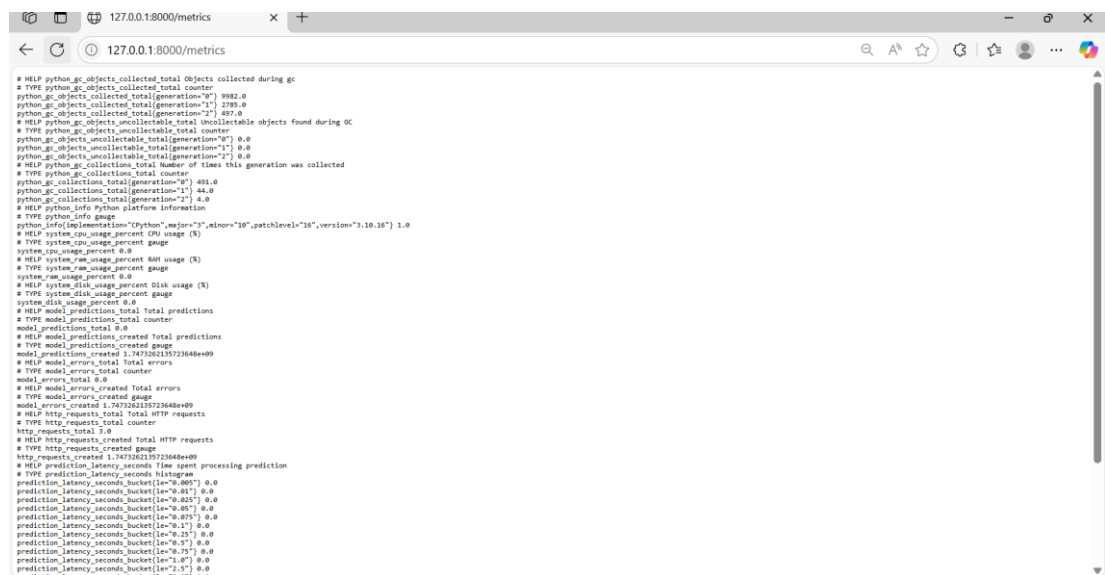 127.0.0.1:8000/metrics
127.0.0.1:8000/metrics
# HELP python_gc_objects_collected_total Objects collected during gc
# TYPE python_gc_objects_collected_total counter
python_gc_objects_collected_total{generation="0"} 9982.0
python_gc_objects_collected_total{generation="1"} 2785.0
python_gc_objects_collected_total{generation="2"} 497.0
# HELP python_gc_objects_uncollectable_total Uncollectable objects found during GC
# TYPE python_gc_objects_uncollectable_total counter
python_gc_objects_uncollectable_total{generation="0"} 0.0
python_gc_objects_uncollectable_total{generation="1"} 0.0
python_gc_objects_uncollectable_total{generation="2"} 0.0
# HELP python_gc_collections_total Number of times this generation was collected
# TYPE python_gc_collections_total counter
python_gc_collections_total{generation="0"} 491.0
python_gc_collections_total{generation="1"} 44.0
python_gc_collections_total{generation="2"} 4.0
# HELP python_info Python platform information
# TYPE python_info gauge
python_info{implementation="CPython",major="3",minor="10",patchlevel="16",version="3.10.16"} 1.0
# HELP system_cpu_usage_percent CPU usage (%)
# TYPE system_cpu_usage_percent gauge
system_cpu_usage_percent 0.0
# HELP system_ram_usage_percent RAM usage (%)
# TYPE system_ram_usage_percent gauge
system_ram_usage_percent 0.0
# HELP system_disk_usage_percent Disk usage (%)
# TYPE system_disk_usage_percent gauge
system_disk_usage_percent 0.0
# HELP model_predictions_total Total predictions
# TYPE model_predictions_total counter
model_predictions_total 0.0
# HELP model_predictions_created Total predictions
# TYPE model_predictions_created gauge
model_predictions_created 1.7473262135723648e+09
# HELP model_errors_total Total errors
# TYPE model_errors_total counter
model_errors_total 0.0
# HELP model_errors_created Total errors
# TYPE model_errors_created gauge
model_errors_created 1.7473262135723648e+09
# HELP http_requests_total Total HTTP requests
# TYPE http_requests_total counter
http_requests_total 3.0
# HELP http_requests_created Total HTTP requests
# TYPE http_requests_created gauge
http_requests_created 1.7473262135723648e+09
# HELP prediction_latency_seconds Time spent processing prediction
# TYPE prediction_latency_seconds histogram
prediction_latency_seconds_bucket{le="0.005"} 0.0
prediction_latency_seconds_bucket{le="0.01"} 0.0
prediction_latency_seconds_bucket{le="0.025"} 0.0
prediction_latency_seconds_bucket{le="0.05"} 0.0
prediction_latency_seconds_bucket{le="0.075"} 0.0
prediction_latency_seconds_bucket{le="0.1"} 0.0
prediction_latency_seconds_bucket{le="0.25"} 0.0
prediction_latency_seconds_bucket{le="0.5"} 0.0
prediction_latency_seconds_bucket{le="0.75"} 0.0
prediction_latency_seconds_bucket{le="1.0"} 0.0
prediction_latency_seconds_bucket{le="2.5"} 0.0